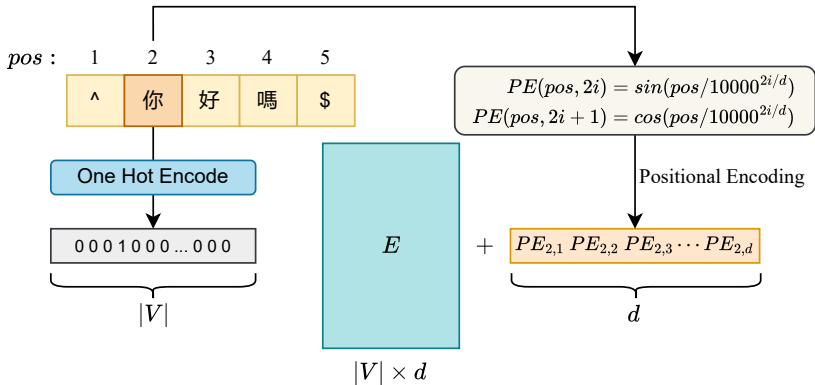 pos : 1 2 3 4 5
^ 你 好 嗎 $
PE(pos, 2i) = sin(pos/10000^{2i/d})
PE(pos, 2i + 1) = cos(pos/10000^{2i/d})
One Hot Encode
Positional Encoding
0 0 0 1 0 0 0 ... 0 0 0
E
+
PE_{2,1} PE_{2,2} PE_{2,3} ⋯ PE_{2,d}
|V|
d
|V| × d